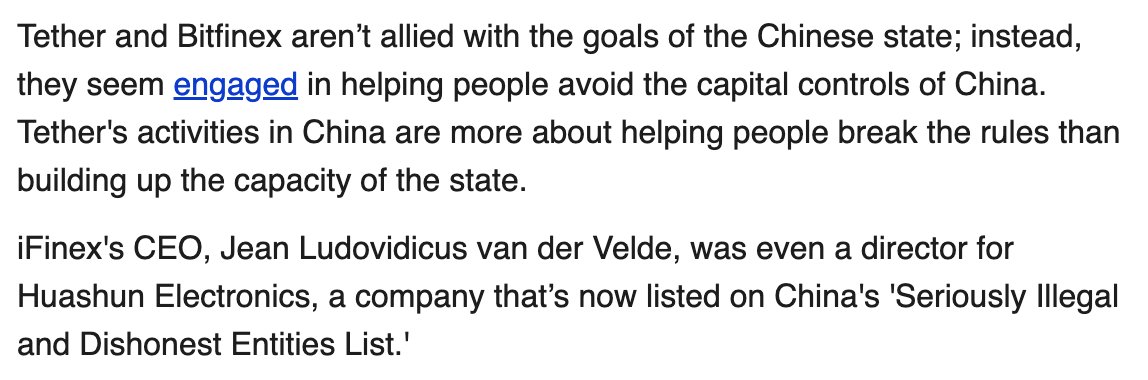 Tether and Bitfinex aren’t allied with the goals of the Chinese state; instead,
they seem engaged in helping people avoid the capital controls of China.
Tether's activities in China are more about helping people break the rules than
building up the capacity of the state.
iFinex's CEO, Jean Ludovidicus van der Velde, was even a director for
Huashun Electronics, a company that’s now listed on China's 'Seriously Illegal
and Dishonest Entities List.'